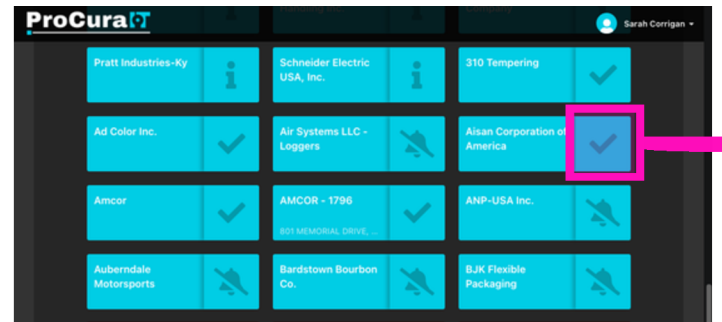 ProCuraIoT
Sarah Corrigan
Pratt Industries-Ky
Schneider Electric
USA, Inc.
310 Tempering
Ad Color Inc.
Air Systems LLC -
Loggers
Aisan Corporation of
America
Amcor
AMCOR - 1796
801 MEMORIAL DRIVE, ...
ANP-USA Inc.
Auberndale
Motorsports
Bardstown Bourbon
Co.
BJK Flexible
Packaging